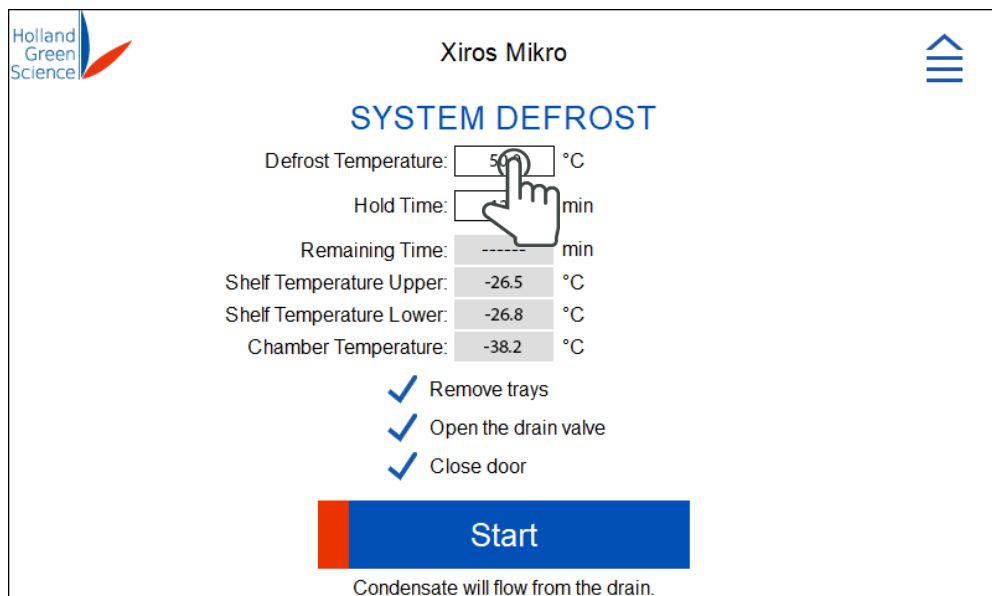 Holland
Green
Science
Xiros Mikro
SYSTEM DEFROST
Defrost Temperature: °C
Hold Time: min
Remaining Time: ------ min
Shelf Temperature Upper: -26.5 °C
Shelf Temperature Lower: -26.8 °C
Chamber Temperature: -38.2 °C
Remove trays
Open the drain valve
Close door
Start
Condensate will flow from the drain.